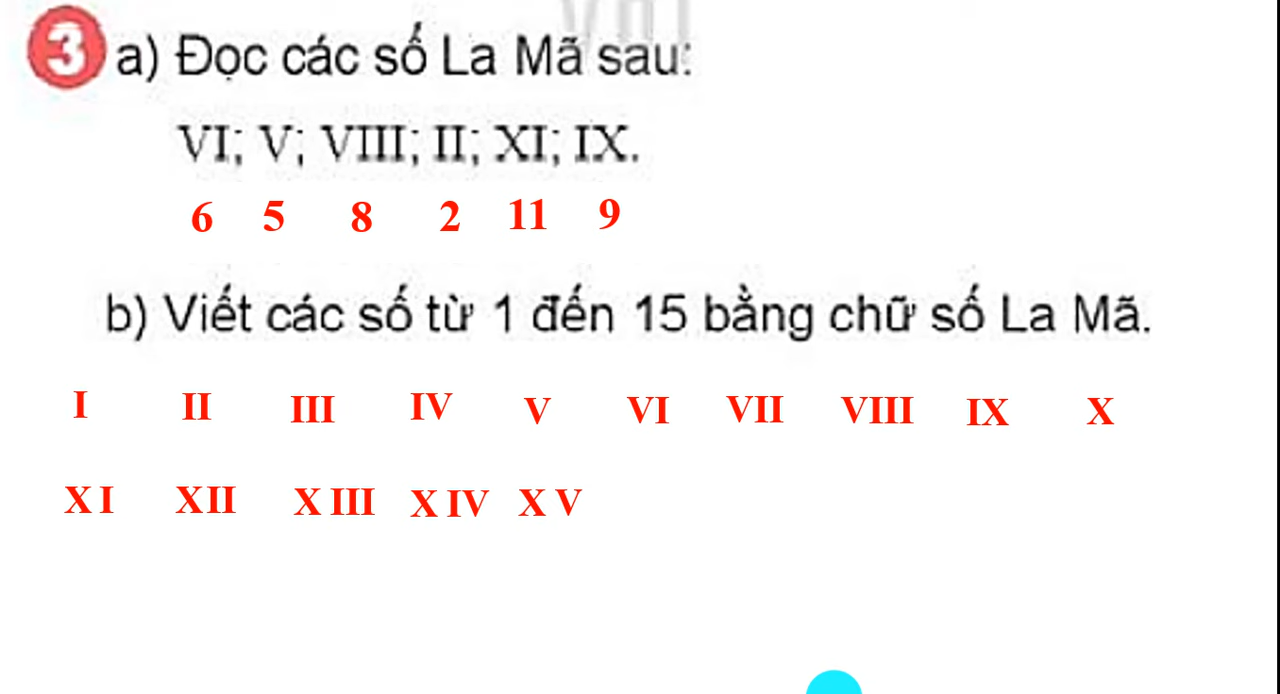 3 a) Đọc các số La Mã sau:
VI; V; VIII; II; XI; IX.
6 5 8 2 11 9
b) Viết các số từ 1 đến 15 bằng chữ số La Mã.
I II III IV V VI VII VIII IX X
X I XII X III X IV X V